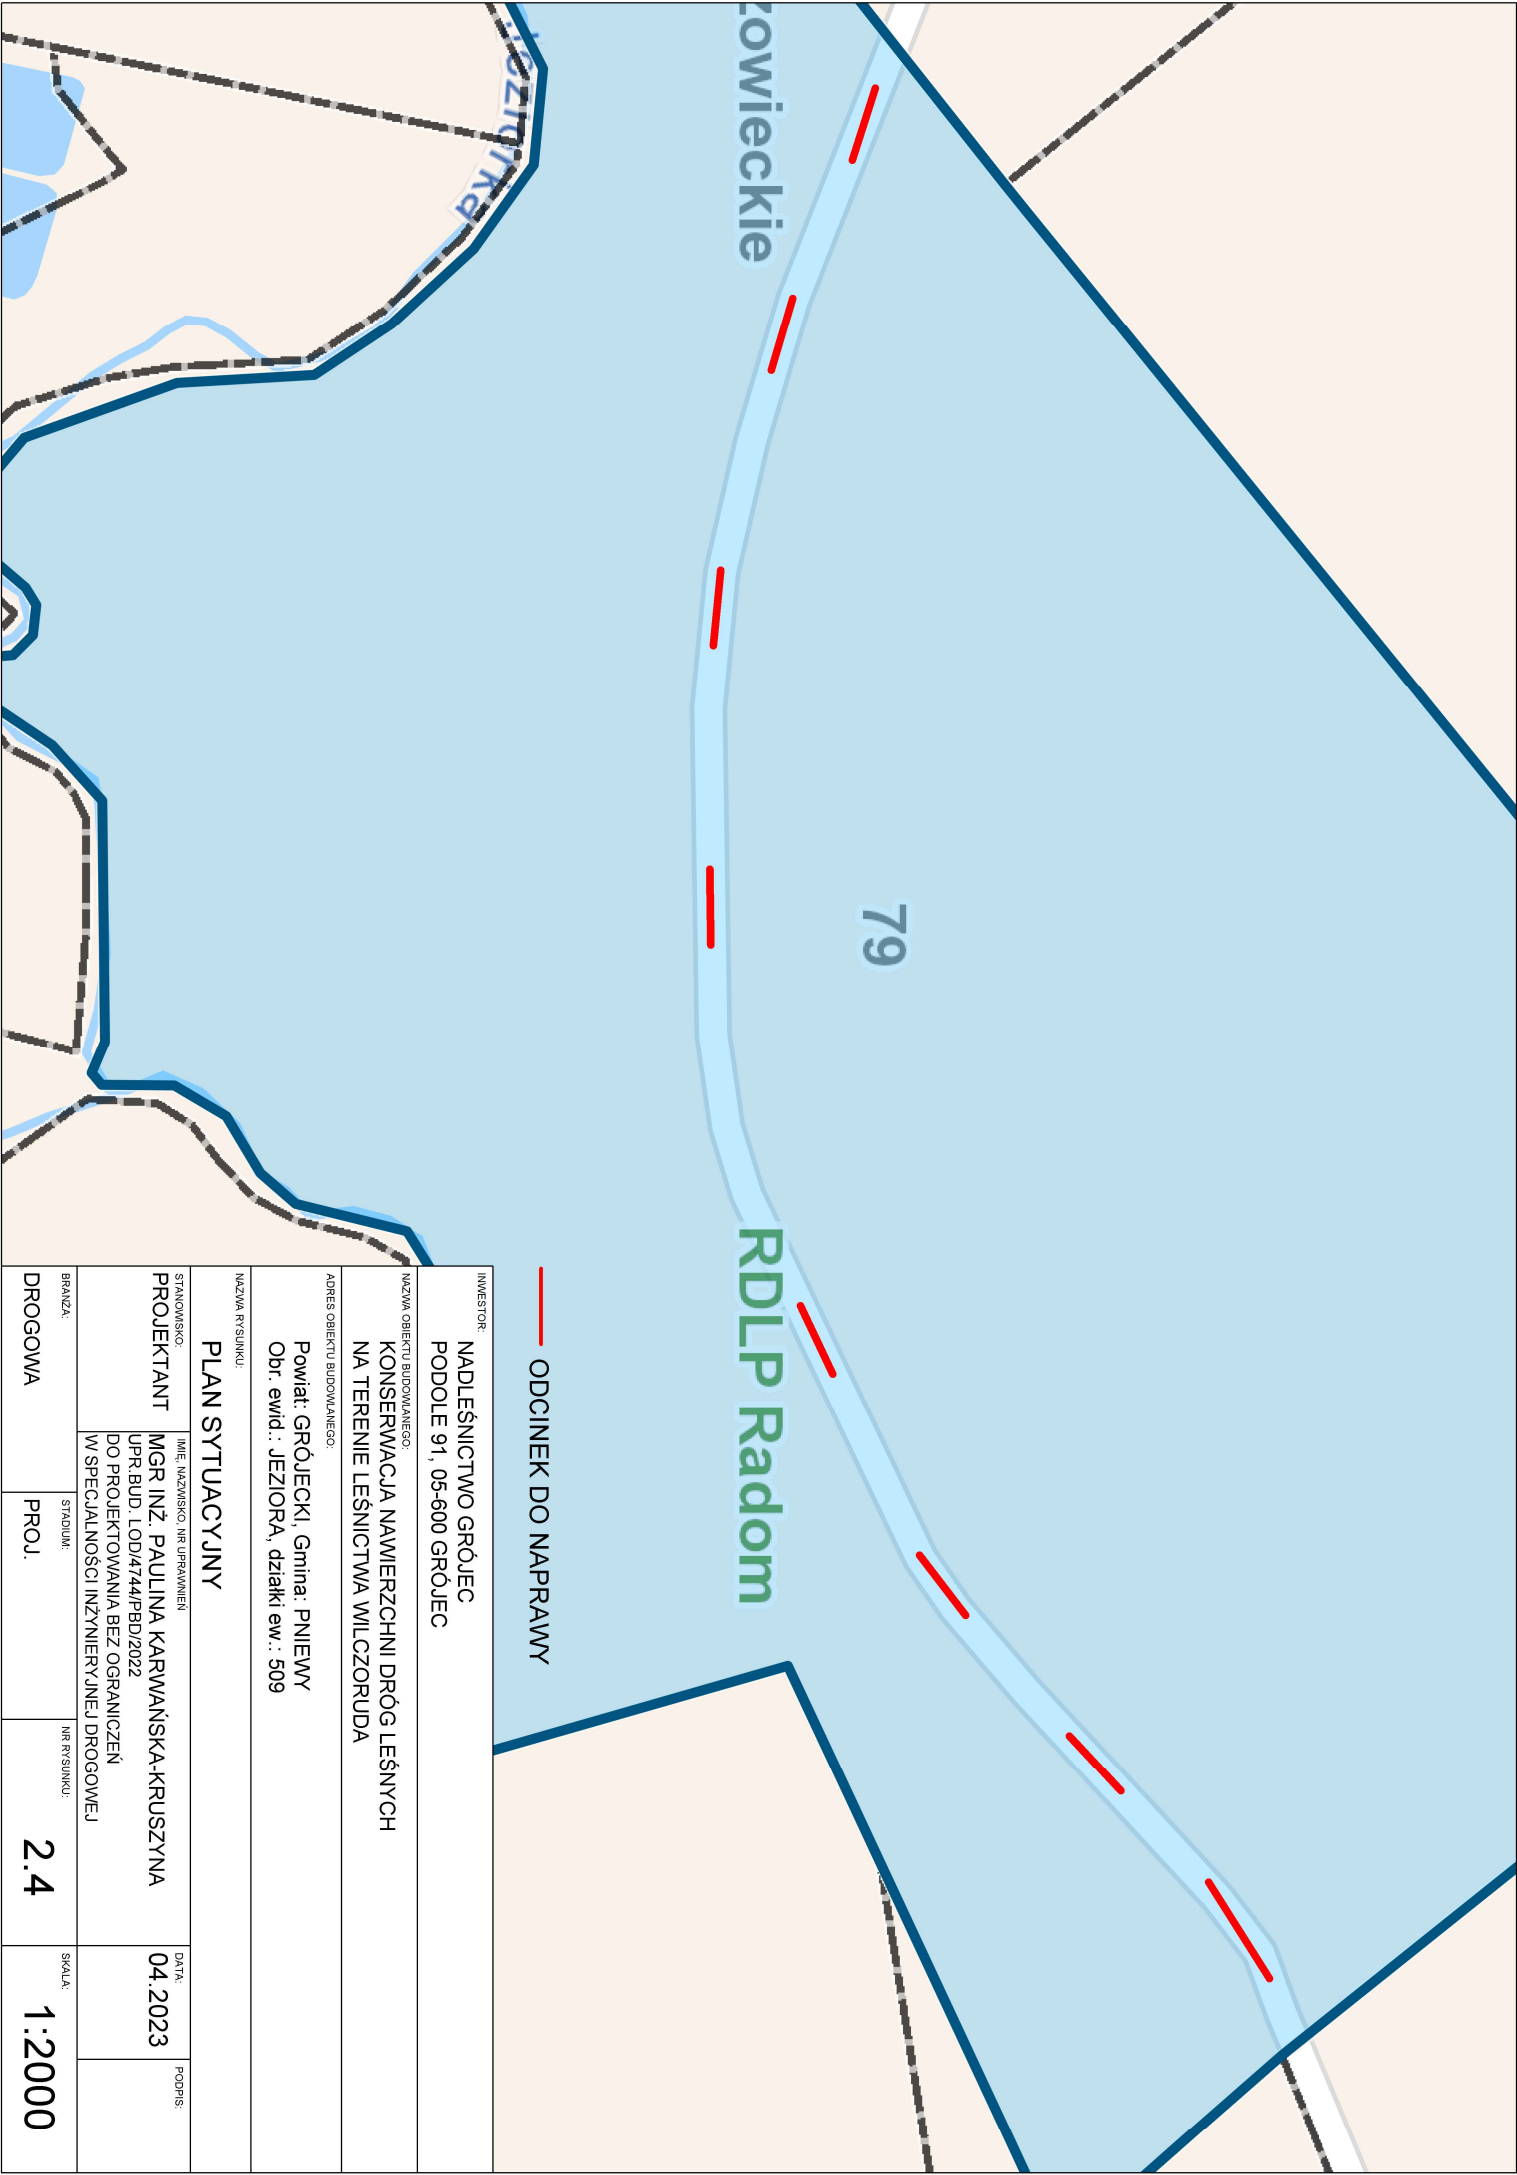 zowieckie
79
RDLP Radom
ODCINEK DO NAPRAWY
INWESTOR:
NADLEŚNICTWO GRÓJEC
PODOLE 91, 05-600 GRÓJEC
NAZWA OBIEKTU BUDOWLANEGO:
KONSERWACJA NAWIERZCHNI DRÓG LEŚNYCH
NA TERENIE LEŚNICTWA WILCZORUDA
ADRES OBIEKTU BUDOWLANEGO:
Powiat: GRÓJECKI, Gmina: PNIEWY
Obr. ewid.: JEZIORA, działki ew.: 509
NAZWA RYSUNKU:
PLAN SYTUACYJNY
STANOWISKO:
PROJEKTANT
IMIĘ, NAZWISKO, NR UPRAWNIEŃ
MGR INŻ. PAULINA KARWAŃSKA-KRUSZYNA
UPR.BUD. LOD/4744/PBD/2022
DO PROJEKTOWANIA BEZ OGRANICZEŃ
W SPECJALNOŚCI INŻYNIERYJNEJ DROGOWEJ
DATA:
04.2023
PODPIS:
BRANŻA:
DROGOWA
STADIUM:
PROJ.
NR RYSUNKU:
2.4
SKALA:
1:2000